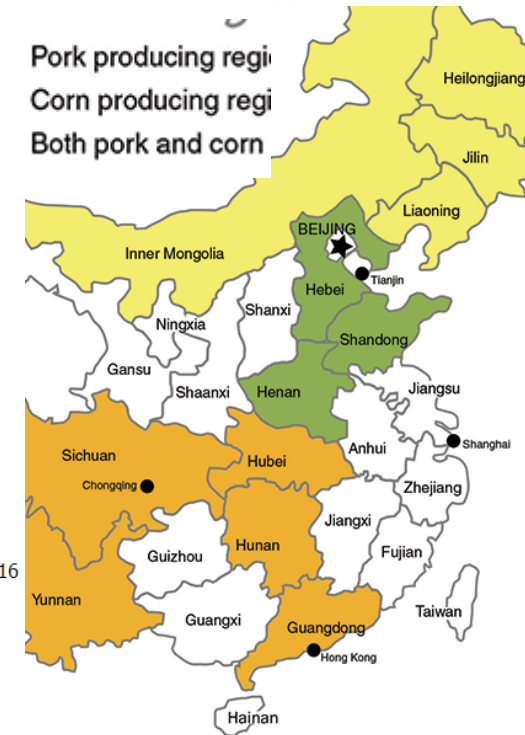 Pork producing regi
Corn producing regi
Both pork and corn
Heilongjiang
Jilin
Liaoning
BEIJING
Inner Mongolia
Tianjin
Hebei
Shanxi
Ningxia
Shandong
Gansu
Shaanxi
Henan
Jiangsu
Shanghai
Anhui
Sichuan
Hubei
Chongqing
Zhejiang
Jiangxi
Hunan
Fujian
Guizhou
16
Yunnan
Taiwan
Guangxi
Guangdong
Hong Kong
Hainan